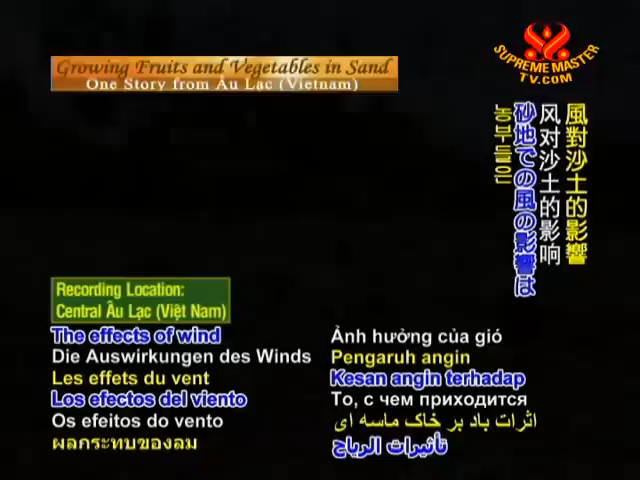 Growing Fruits and Vegetables in Sand
One Story from Âu Lạc (Vietnam)
SUPREME MASTER
TV.COM
風對沙土的影響
风对沙土的影响
砂地での風の影響は
농부들은
Recording Location:
Central Âu Lạc (Việt Nam)
The effects of wind
Die Auswirkungen des Winds
Les effets du vent
Los efectos del viento
Os efeitos do vento
ผลกระทบของลม
Ảnh hưởng của gió
Pengaruh angin
Kesan angin terhadap
То, с чем приходится
اثرات باد بر خاک ماسه ای
تأثيرات الرياح